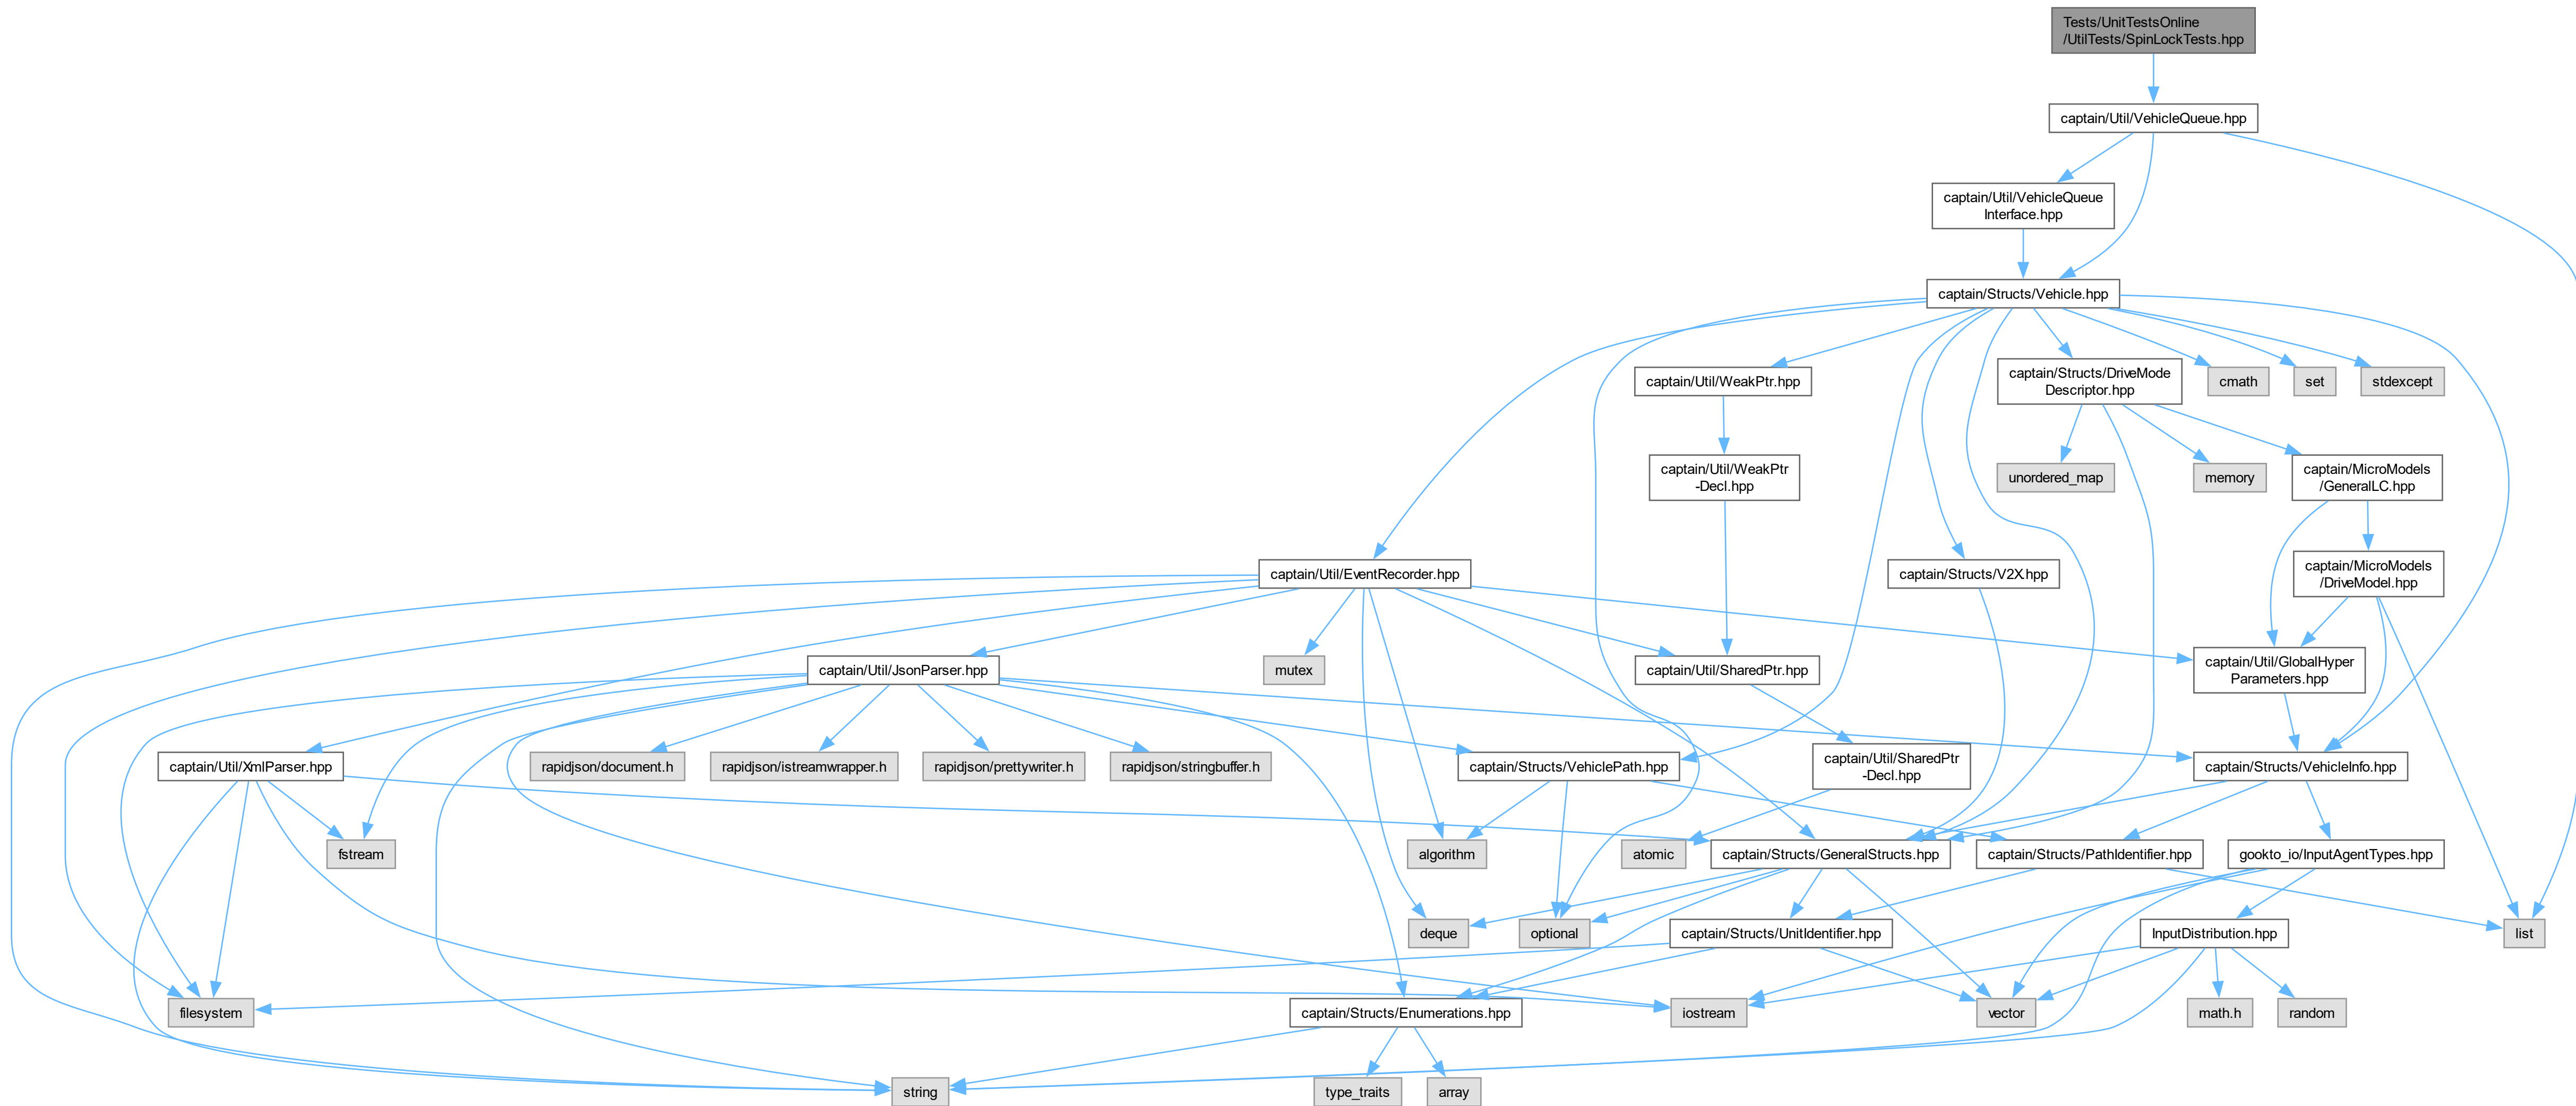 Tests/UnitTestsOnline
/UtilTests/SpinLockTests.hpp
captain/Util/VehicleQueue.hpp
captain/Util/VehicleQueue
Interface.hpp
captain/Structs/Vehicle.hpp
captain/Util/WeakPtr.hpp
captain/Structs/DriveMode
Descriptor.hpp
cmath
set
stdexcept
captain/Util/WeakPtr
-Decl.hpp
unordered_map
memory
captain/MicroModels
/GeneralLC.hpp
captain/Util/EventRecorder.hpp
captain/Structs/V2X.hpp
captain/MicroModels
/DriveModel.hpp
captain/Util/JsonParser.hpp
mutex
captain/Util/SharedPtr.hpp
captain/Util/GlobalHyper
Parameters.hpp
captain/Util/XmlParser.hpp
rapidjson/document.h
rapidjson/istreamwrapper.h
rapidjson/prettywriter.h
rapidjson/stringbuffer.h
captain/Structs/VehiclePath.hpp
captain/Util/SharedPtr
-Decl.hpp
captain/Structs/VehicleInfo.hpp
fstream
algorithm
atomic
captain/Structs/GeneralStructs.hpp
captain/Structs/PathIdentifier.hpp
gookto_io/InputAgentTypes.hpp
deque
optional
captain/Structs/UnitIdentifier.hpp
InputDistribution.hpp
list
filesystem
captain/Structs/Enumerations.hpp
iostream
vector
math.h
random
string
type_traits
array